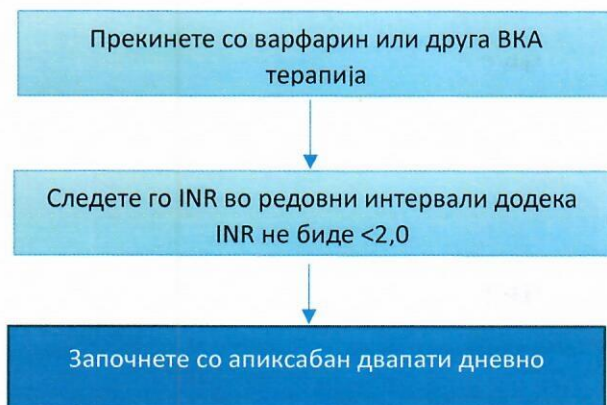 Прекинете со варфарин или друга ВКА
терапија
Следете го INR во редовни интервали додека
INR не биде <2,0
Започнете со апиксабан двапати дневно